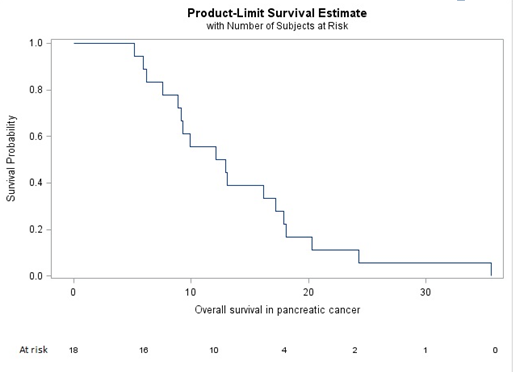 Product-Limit Survival Estimate
with Number of Subjects at Risk
Survival Probability
1.0
0.8
0.6
0.4
0.2
0.0
0 10 20 30
Overall survival in pancreatic cancer
At risk 18 16 10 4 2 1 0